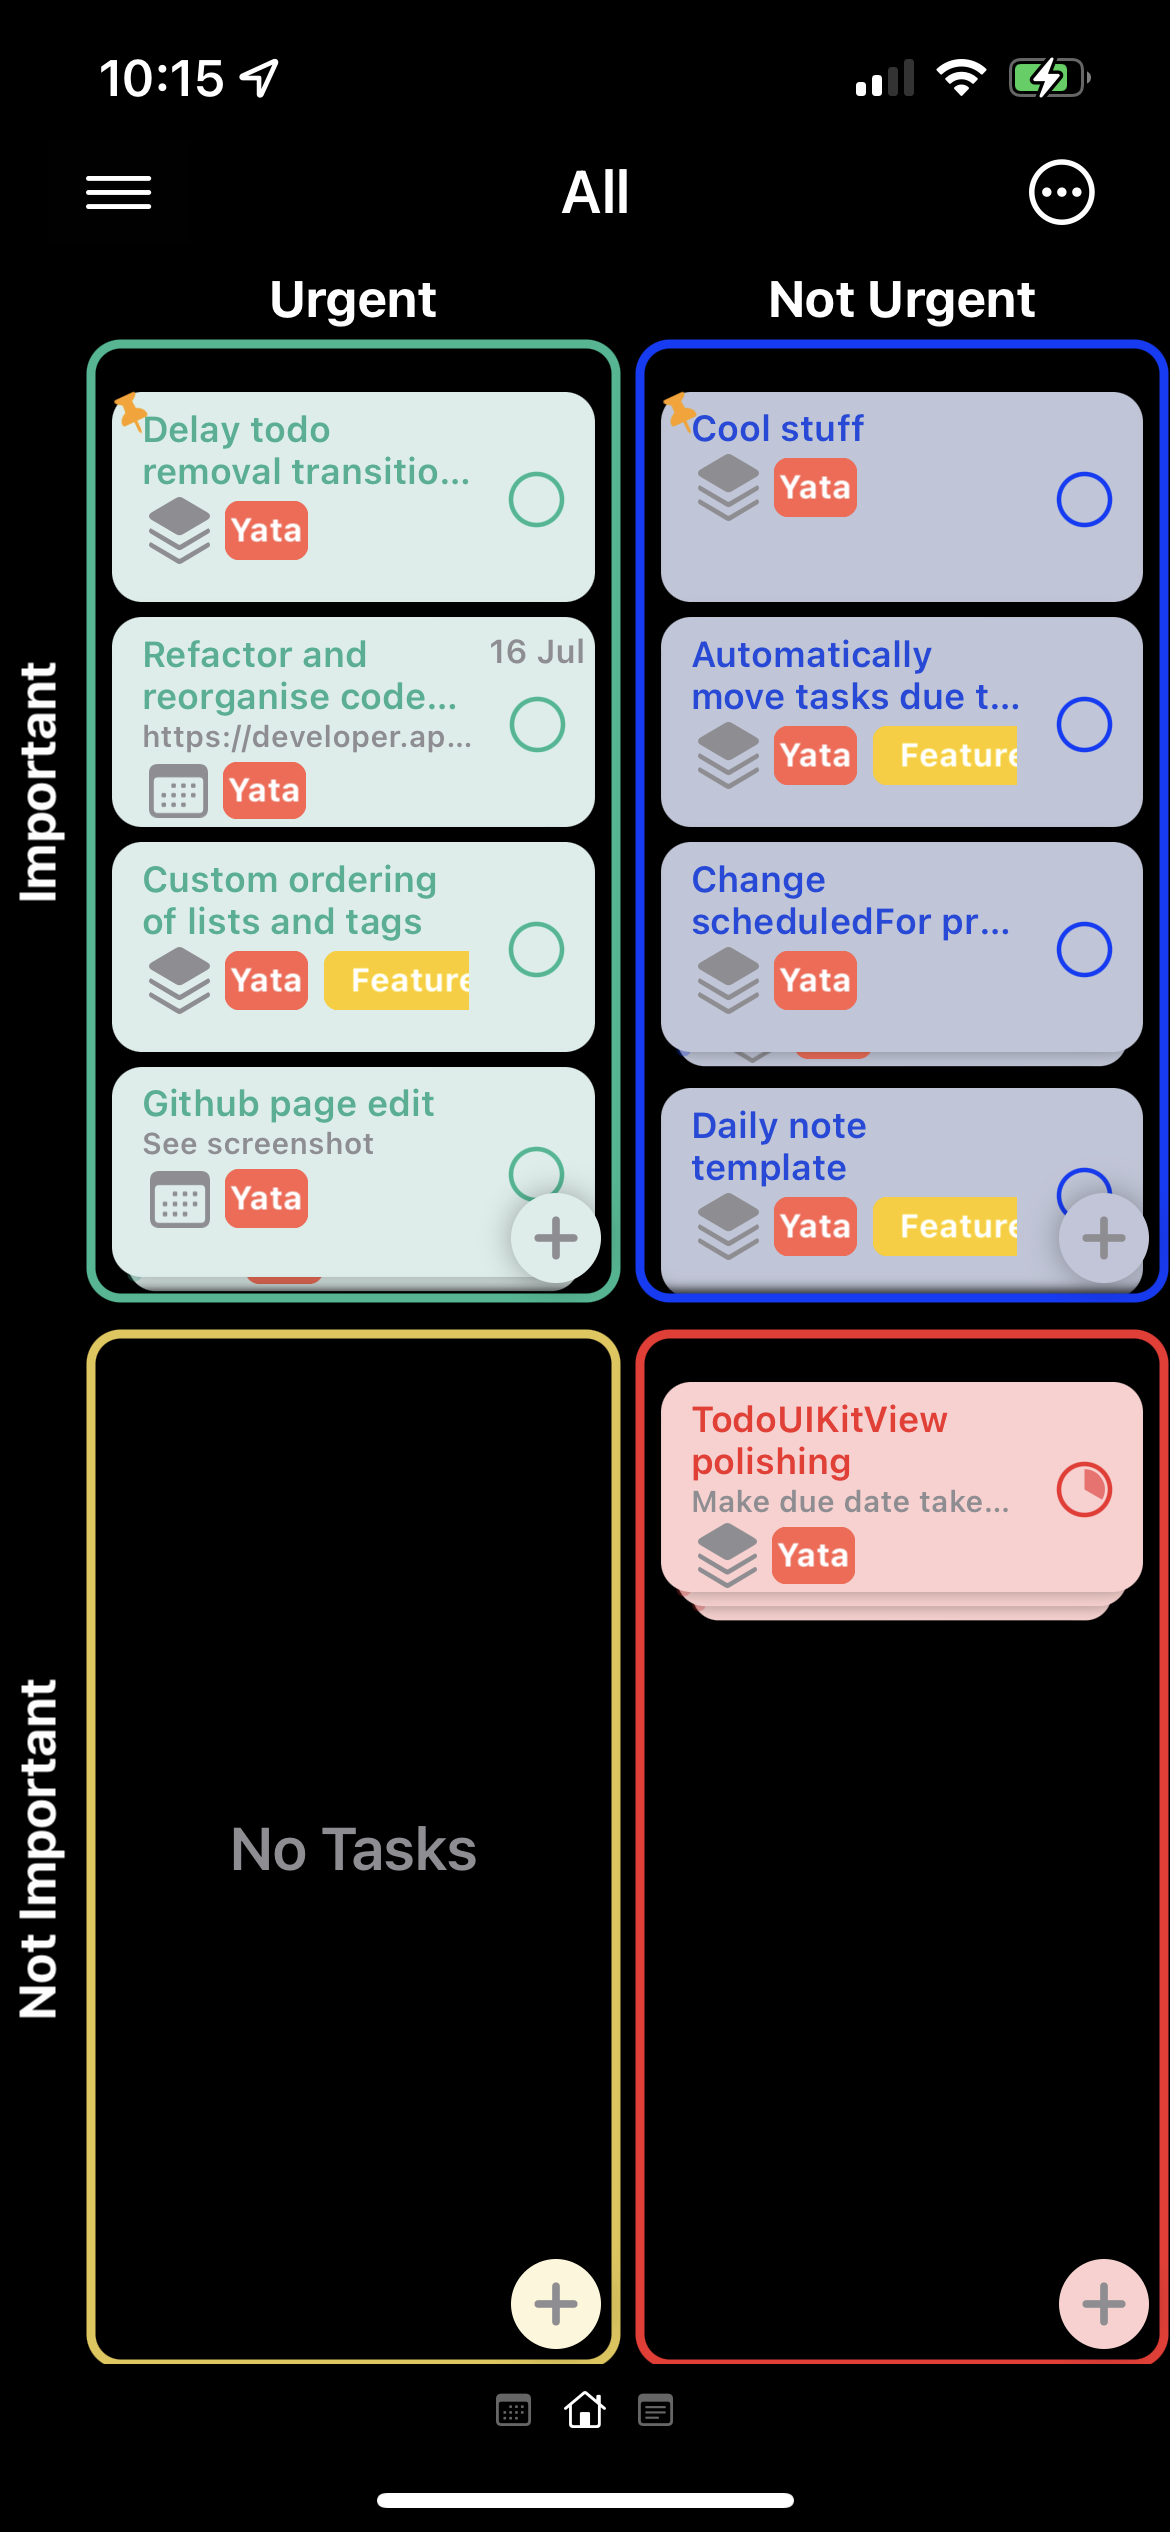 10:15
All
Urgent
Not Urgent
Important
Delay todo
removal transitio...
Yata
Refactor and
reorganise code...
16 Jul
https://developer.ap...
Yata
Custom ordering
of lists and tags
Yata Feature
Github page edit
See screenshot
Yata
Cool stuff
Yata
Automatically
move tasks due t...
Yata Feature
Change
scheduledFor pr...
Yata
Daily note
template
Yata Feature
Not Important
No Tasks
TodoUIKitView
polishing
Make due date take...
Yata